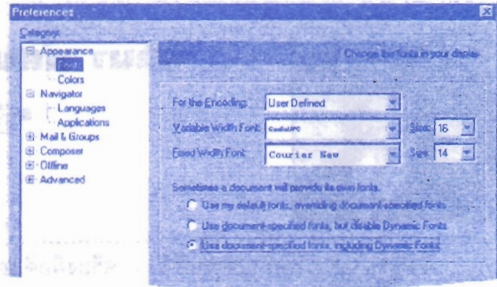 Preferences
Category:
Appearance
Fonts
Colors
Navigator
Languages
Applications
Mail & Groups
Composer
Offline
Advanced
Change the fonts in your display
For the Encoding: User Defined
Variable Width Font: Size: 16
Fixed Width Font: Courier New Size: 14
Sometimes a document will provide its own fonts.
Use my default fonts, overriding document-specified fonts
Use document-specified fonts, but disable Dynamic Fonts
Use document-specified fonts, including Dynamic Fonts